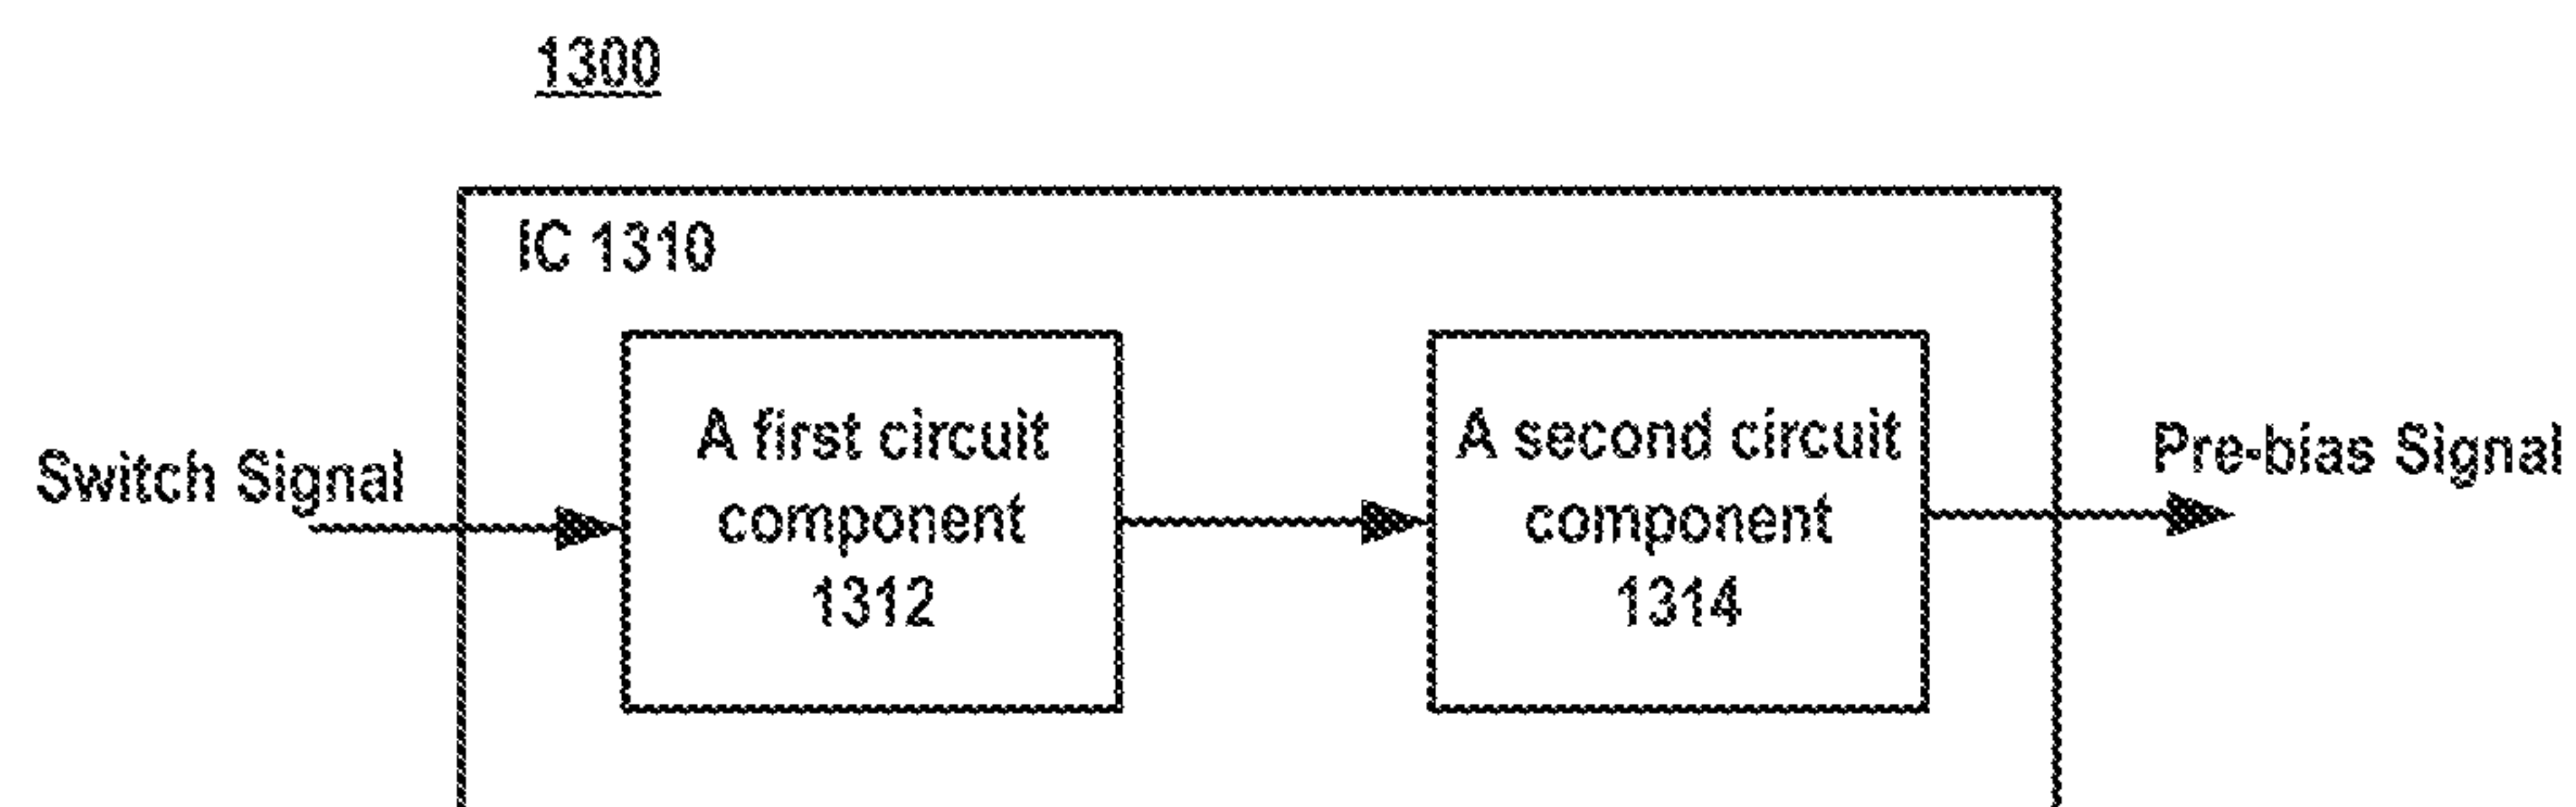 1300
IC 1310
Switch Signal
A first circuit
component
1312
A second circuit
component
1314
Pre-bias Signal